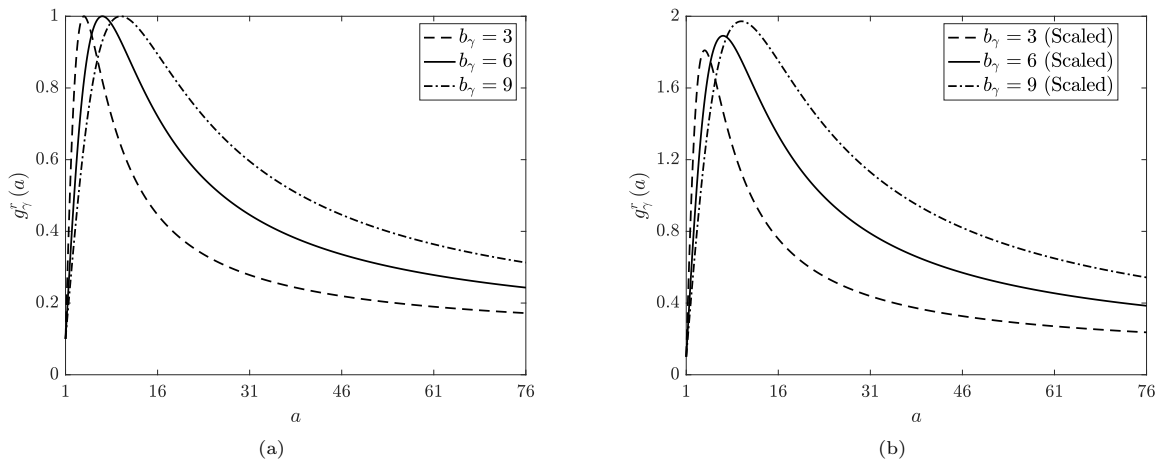 1
0.8
0.6
0.4
0.2
0
1 16 31 46 61 76
a
g_γ^r(a)
b_γ = 3
b_γ = 6
b_γ = 9
(a)
2
1.6
1.2
0.8
0.4
0
1 16 31 46 61 76
a
g_γ^r(a)
b_γ = 3 (Scaled)
b_γ = 6 (Scaled)
b_γ = 9 (Scaled)
(b)